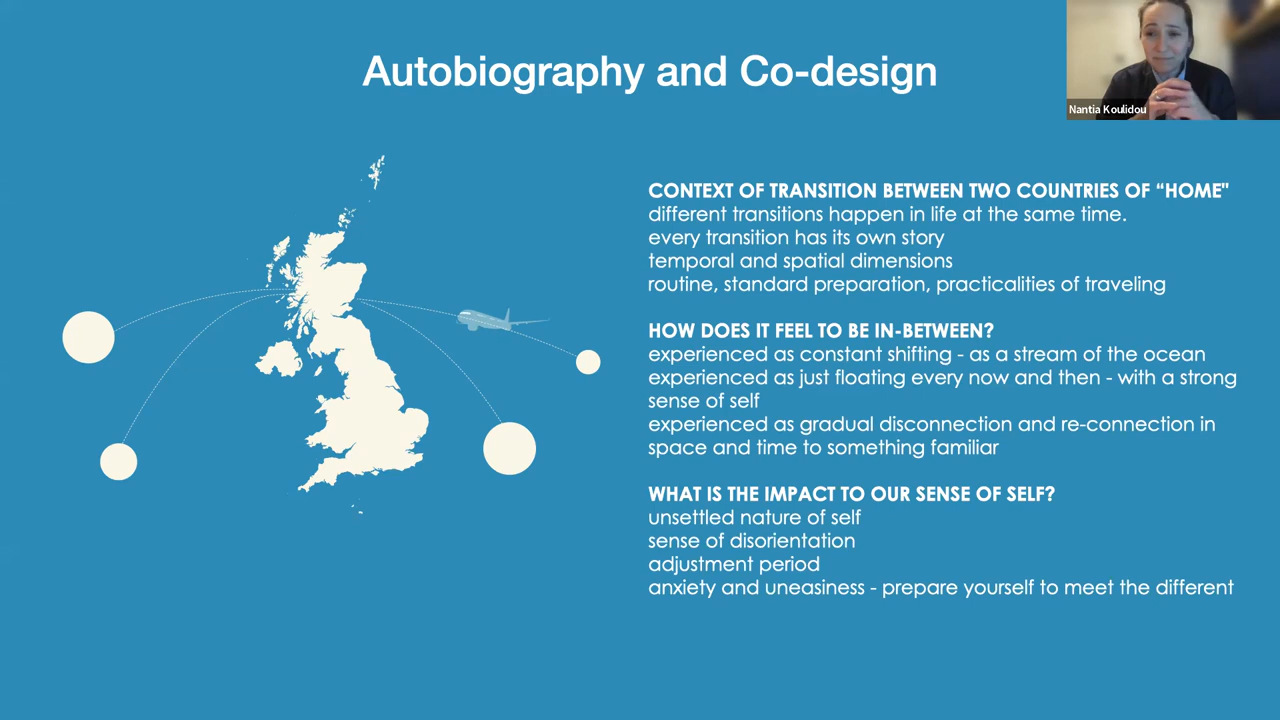 Autobiography and Co-design
Nantia Koulidou
CONTEXT OF TRANSITION BETWEEN TWO COUNTRIES OF “HOME"
different transitions happen in life at the same time.
every transition has its own story
temporal and spatial dimensions
routine, standard preparation, practicalities of traveling
HOW DOES IT FEEL TO BE IN-BETWEEN?
experienced as constant shifting - as a stream of the ocean
experienced as just floating every now and then - with a strong
sense of self
experienced as gradual disconnection and re-connection in
space and time to something familiar
WHAT IS THE IMPACT TO OUR SENSE OF SELF?
unsettled nature of self
sense of disorientation
adjustment period
anxiety and uneasiness - prepare yourself to meet the different